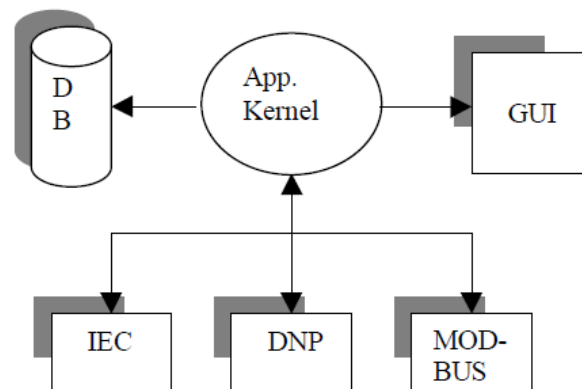 D
B
App.
Kernel
GUI
IEC
DNP
MOD-
BUS